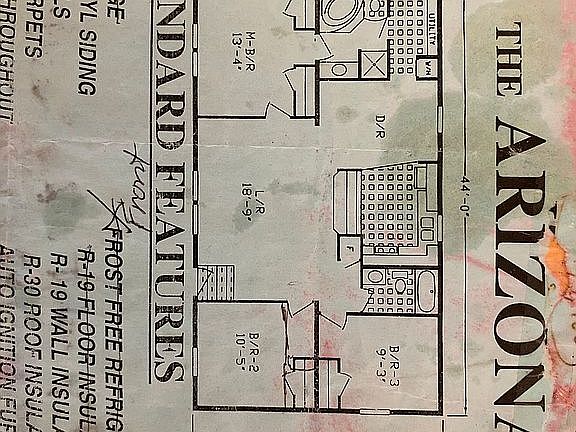 THE ARIZONA
44'-0"
UTILITY
W/H
M-B/R
13'-4"
D/R
L/R
18'-9"
F
B/R-2
10'-5"
B/R-3
9'-3"
NDARD FEATURES
FROST FREE REFRIG
R-19 FLOOR INSUL
R- 19 WALL INSUL
R-30 ROOF INSULA
AUTO IGNITION FUR
YL SIDING
RPETS
HROUGHOUT